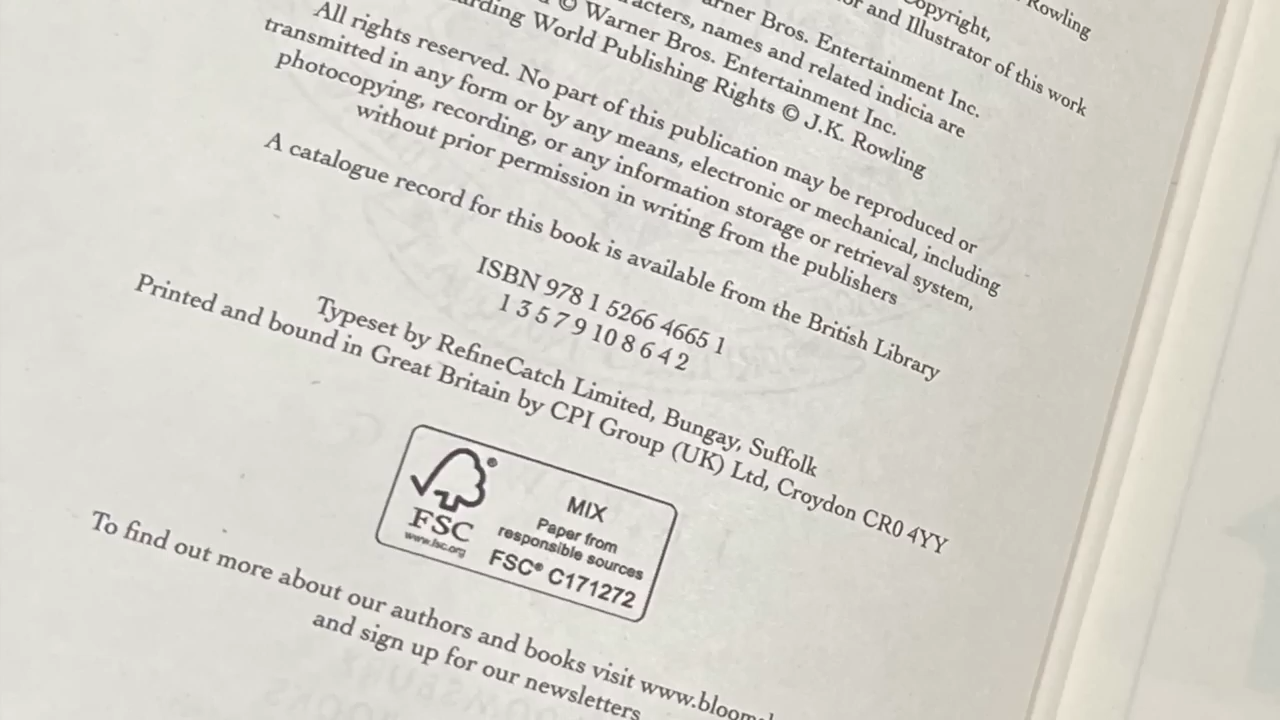 Rowling
opyright,
or and Illustrator of this work
rner Bros. Entertainment Inc.
racters, names and related indicia are
© Warner Bros. Entertainment Inc.
rding World Publishing Rights © J.K. Rowling
All rights reserved. No part of this publication may be reproduced or
transmitted in any form or by any means, electronic or mechanical, including
photocopying, recording, or any information storage or retrieval system,
without prior permission in writing from the publishers
A catalogue record for this book is available from the British Library
ISBN 978 1 5266 4665 1
1 3 5 7 9 10 8 6 4 2
Typeset by RefineCatch Limited, Bungay, Suffolk
Printed and bound in Great Britain by CPI Group (UK) Ltd, Croydon CR0 4YY
FSC
www.fsc.org
MIX
Paper from
responsible sources
FSC® C171272
To find out more about our authors and books visit www.bloom
and sign up for our newsletters